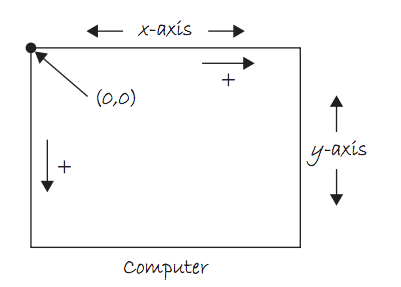 x-axis
+
(0,0)
y-axis
+
Computer